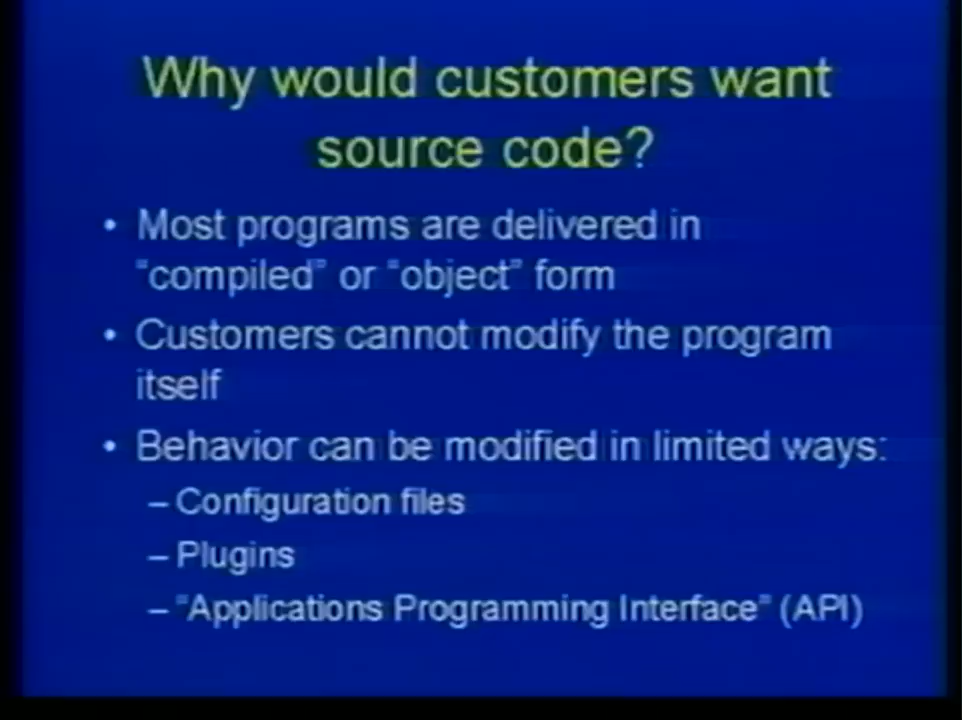 Why would customers want
source code?
• Most programs are delivered in
"compiled" or "object" form
• Customers cannot modify the program
itself
• Behavior can be modified in limited ways:
– Configuration files
– Plugins
– "Applications Programming Interface" (API)